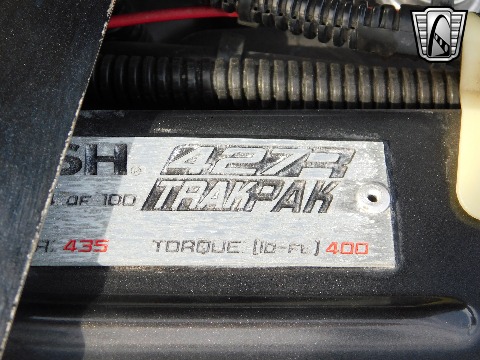 SH® 427R
TRAKPAK
OF 100
435 TORQUE (lb-Ft.) 400